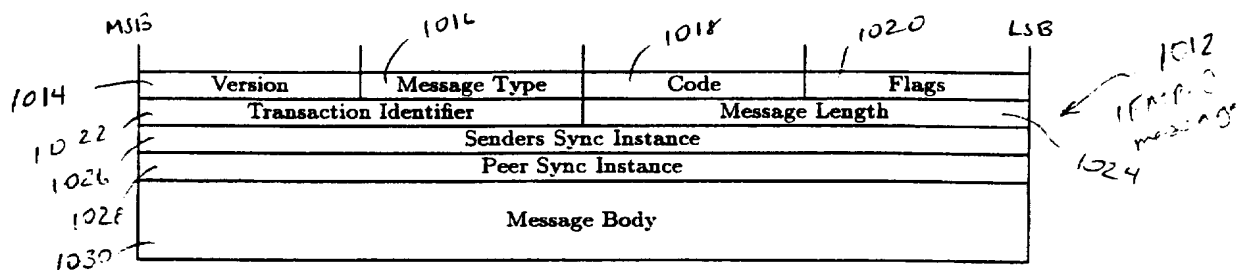 MSB 1016 1018 1020 LSB
1012
1014 Version Message Type Code Flags
1022 Transaction Identifier Message Length 1024
1026 Senders Sync Instance
1028 Peer Sync Instance
1030 Message Body
message